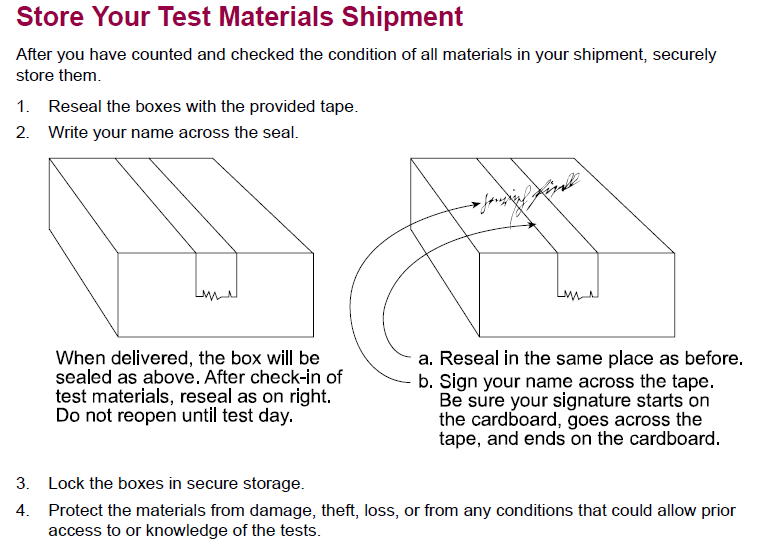 Store Your Test Materials Shipment
After you have counted and checked the condition of all materials in your shipment, securely
store them.
1. Reseal the boxes with the provided tape.
2. Write your name across the seal.
When delivered, the box will be
sealed as above. After check-in of
test materials, reseal as on right.
Do not reopen until test day.
a. Reseal in the same place as before.
b. Sign your name across the tape.
Be sure your signature starts on
the cardboard, goes across the
tape, and ends on the cardboard.
3. Lock the boxes in secure storage.
4. Protect the materials from damage, theft, loss, or from any conditions that could allow prior
access to or knowledge of the tests.